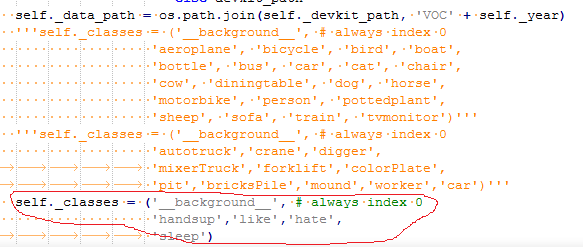 self._data_path = os.path.join(self._devkit_path, 'VOC' + self._year)
'''self._classes = ('__background__', # always index 0
'aeroplane', 'bicycle', 'bird', 'boat',
'bottle', 'bus', 'car', 'cat', 'chair',
'cow', 'diningtable', 'dog', 'horse',
'motorbike', 'person', 'pottedplant',
'sheep', 'sofa', 'train', 'tvmonitor')'''
'''self._classes = ('__background__', # always index 0
'autotruck','crane','digger',
'mixerTruck','forklift','colorPlate',
'pit','bricksPile','mound','worker','car')'''
self._classes = ('__background__', # always index 0
'handsup','like','hate',
'sleep')